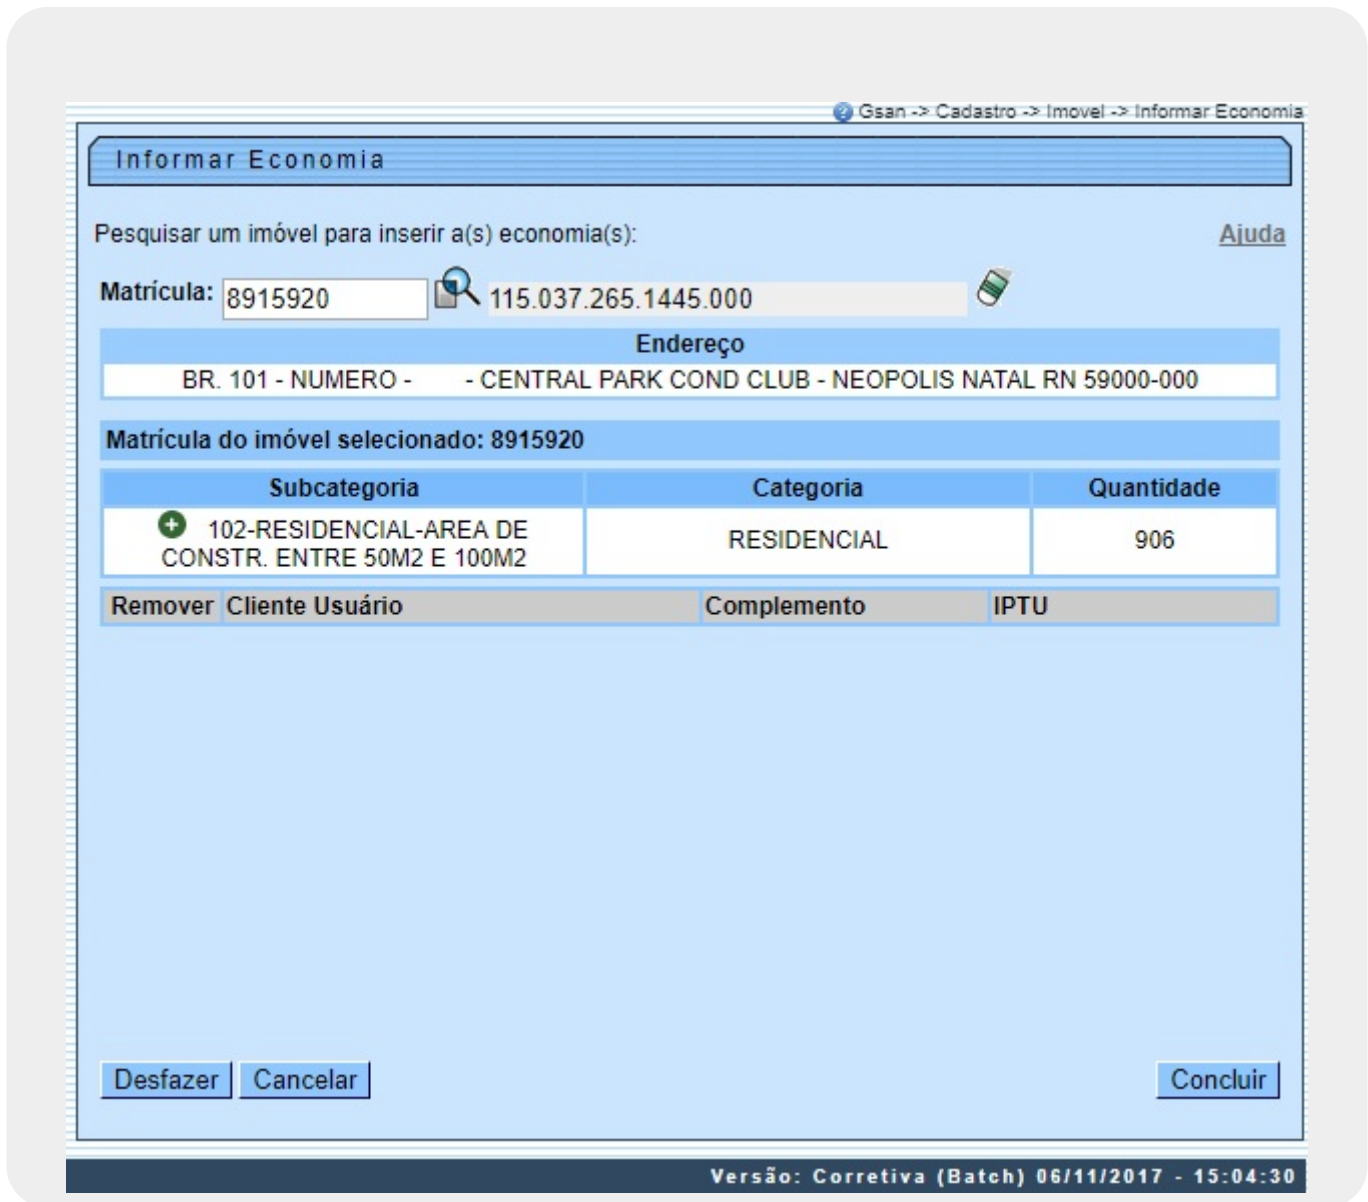 Gsan -> Cadastro -> Imovel -> Informar Economia
Informar Economia
Pesquisar um imóvel para inserir a(s) economia(s):
Ajuda
Matrícula: 8915920 115.037.265.1445.000
Endereço
BR. 101 - NUMERO - - CENTRAL PARK COND CLUB - NEOPOLIS NATAL RN 59000-000
Matrícula do imóvel selecionado: 8915920
Subcategoria Categoria Quantidade
102-RESIDENCIAL-AREA DE
CONSTR. ENTRE 50M2 E 100M2
RESIDENCIAL
906
Remover Cliente Usuário Complemento IPTU
Desfazer Cancelar Concluir
Versão: Corretiva (Batch) 06/11/2017 - 15:04:30